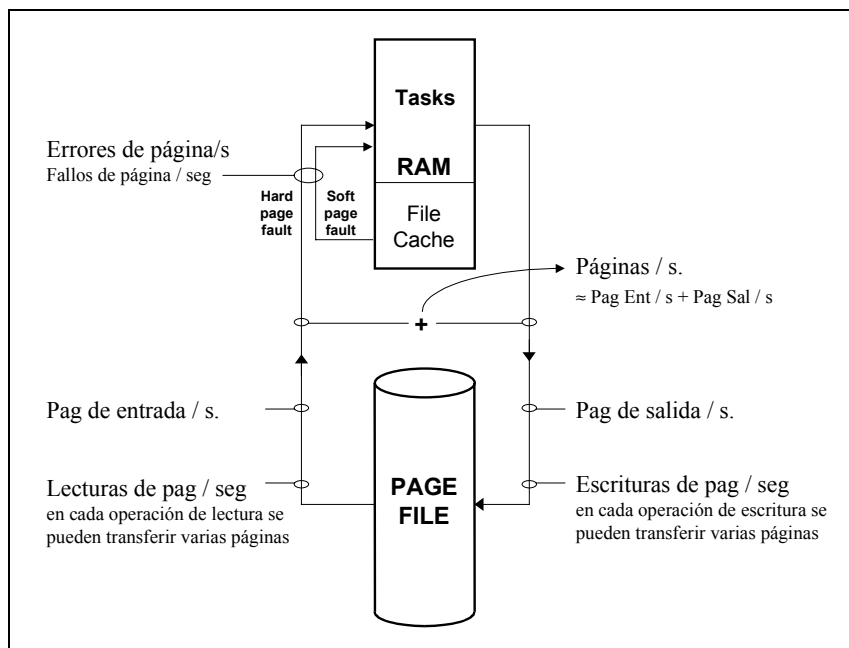 Tasks
RAM
File
Cache
Errores de página/s
Fallos de página / seg
Hard
page
fault
Soft
page
fault
Páginas / s.
≈ Pag Ent / s + Pag Sal / s
+
Pag de entrada / s.
Pag de salida / s.
Lecturas de pag / seg
en cada operación de lectura se
pueden transferir varias páginas
PAGE
FILE
Escrituras de pag / seg
en cada operación de escritura se
pueden transferir varias páginas